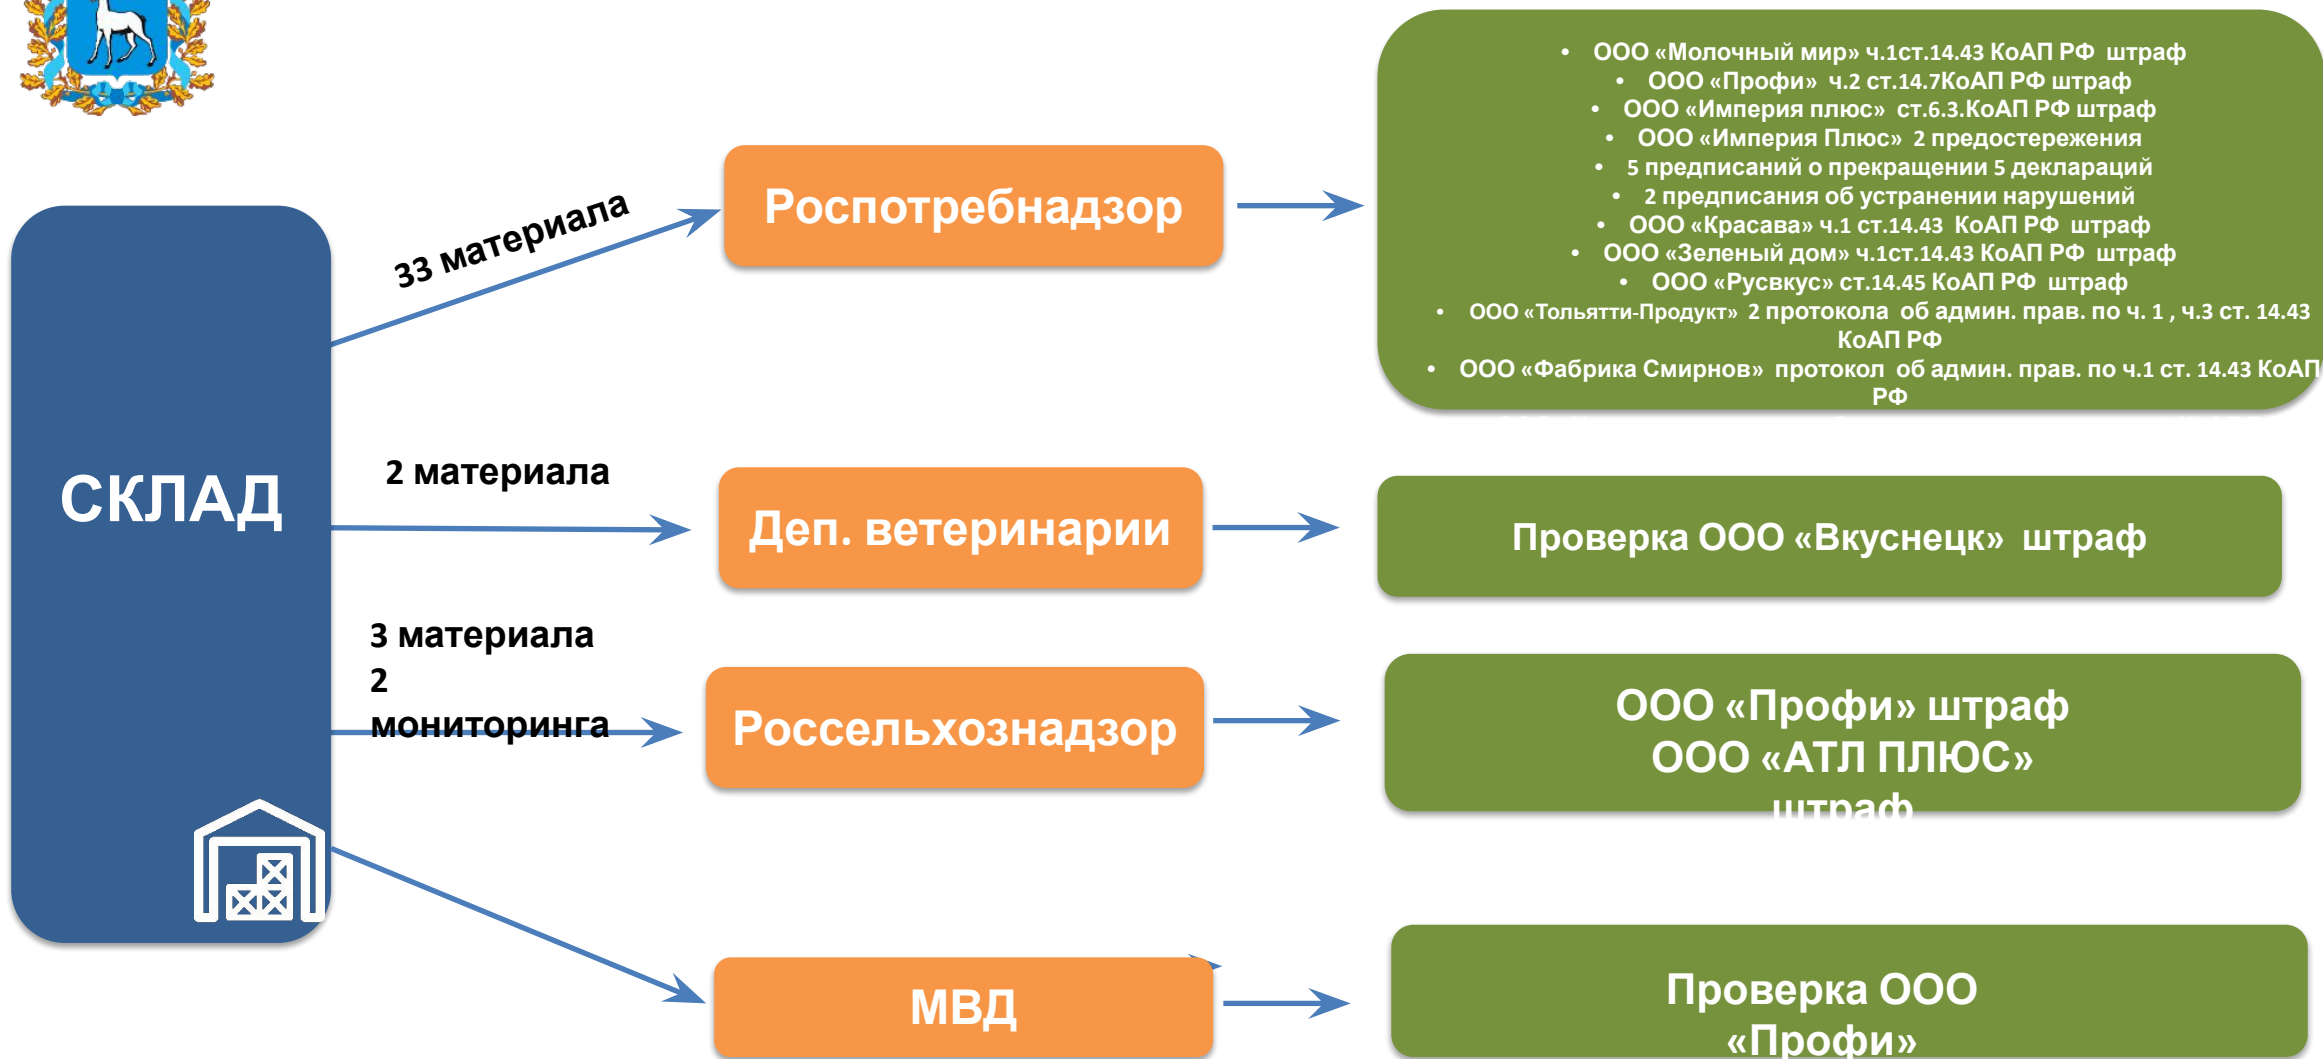 СКЛАД
33 материала
Роспотребнадзор
• ООО «Молочный мир» ч.1ст.14.43 КоАП РФ штраф
• ООО «Профи» ч.2 ст.14.7КоАП РФ штраф
• ООО «Империя плюс» ст.6.3.КоАП РФ штраф
• ООО «Империя Плюс» 2 предостережения
• 5 предписаний о прекращении 5 деклараций
• 2 предписания об устранении нарушений
• ООО «Красава» ч.1 ст.14.43 КоАП РФ штраф
• ООО «Зеленый дом» ч.1ст.14.43 КоАП РФ штраф
• ООО «Русвкус» ст.14.45 КоАП РФ штраф
• ООО «Тольятти-Продукт» 2 протокола об админ. прав. по ч. 1 , ч.3 ст. 14.43
КоАП РФ
• ООО «Фабрика Смирнов» протокол об админ. прав. по ч.1 ст. 14.43 КоАП
РФ
2 материала
Деп. ветеринарии
Проверка ООО «Вкуснецк» штраф
3 материала
2
мониторинга
Россельхознадзор
ООО «Профи» штраф
ООО «АТЛ ПЛЮС»
штраф
МВД
Проверка ООО
«Профи»